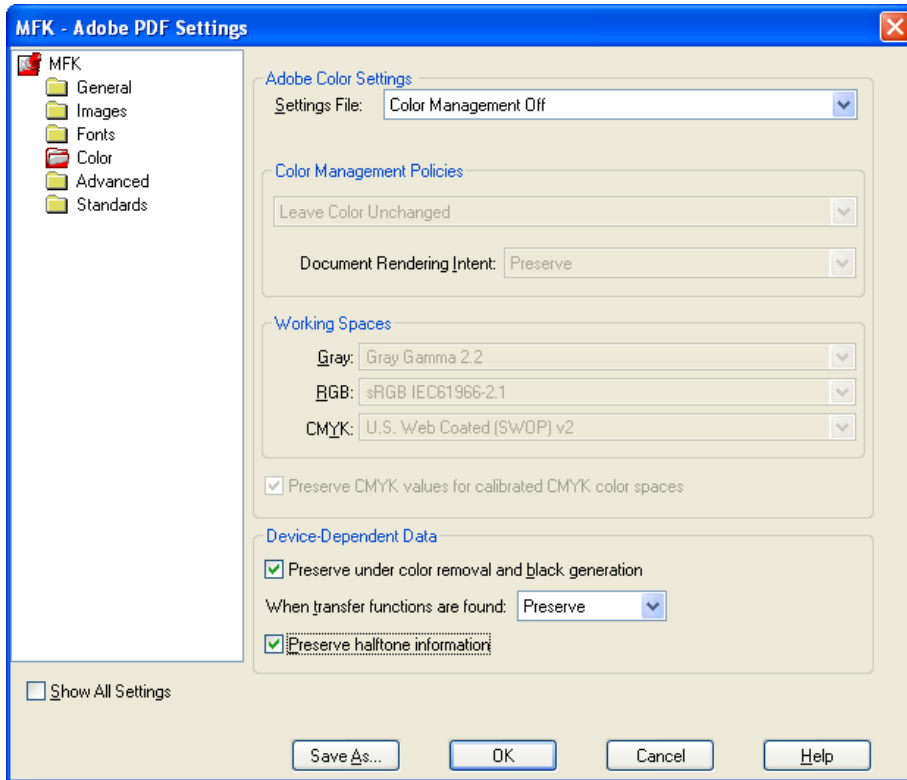 MFK - Adobe PDF Settings
MFK
General
Images
Fonts
Color
Advanced
Standards
Adobe Color Settings
Settings File: Color Management Off
Color Management Policies
Leave Color Unchanged
Document Rendering Intent: Preserve
Working Spaces
Gray: Gray Gamma 2.2
RGB: sRGB IEC61966-2.1
CMYK: U.S. Web Coated (SWOP) v2
Preserve CMYK values for calibrated CMYK color spaces
Device-Dependent Data
Preserve under color removal and black generation
When transfer functions are found: Preserve
Preserve halftone information
Show All Settings
Save As... OK Cancel Help